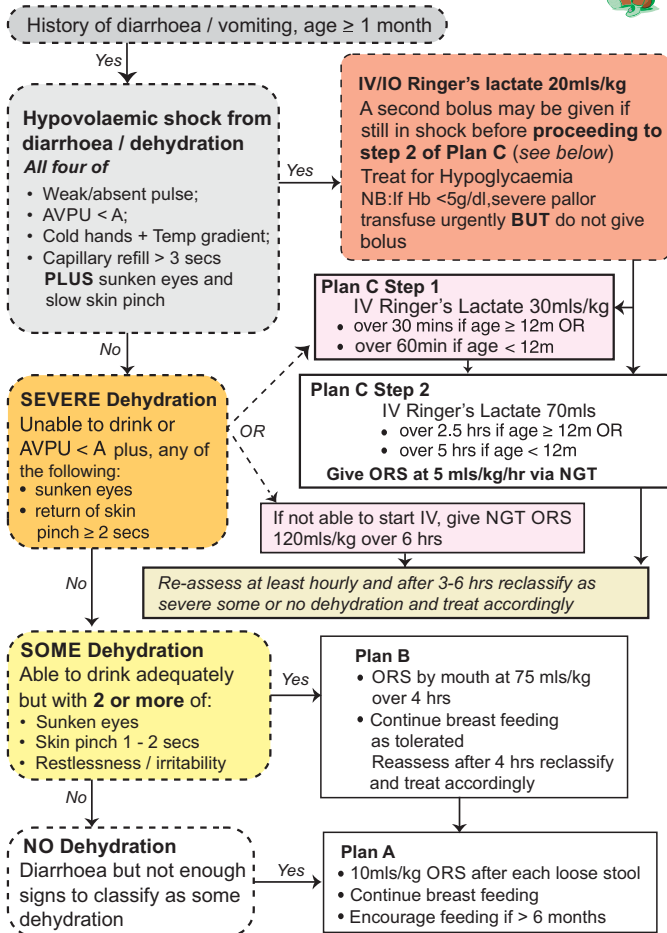 History of diarrhoea / vomiting, age ≥ 1 month
Yes
Hypovolaemic shock from
diarrhoea / dehydration
All four of
• Weak/absent pulse;
• AVPU < A;
• Cold hands + Temp gradient;
• Capillary refill > 3 secs
PLUS sunken eyes and
slow skin pinch
Yes
IV/IO Ringer's lactate 20mls/kg
A second bolus may be given if
still in shock before proceeding to
step 2 of Plan C (see below)
Treat for Hypoglycaemia
NB:If Hb <5g/dl,severe pallor
transfuse urgently BUT do not give
bolus
Plan C Step 1
IV Ringer's Lactate 30mls/kg
• over 30 mins if age ≥ 12m OR
• over 60min if age < 12m
No
SEVERE Dehydration
Unable to drink or
AVPU < A plus, any of
the following:
• sunken eyes
• return of skin
pinch ≥ 2 secs
OR
Plan C Step 2
IV Ringer's Lactate 70mls
• over 2.5 hrs if age ≥ 12m OR
• over 5 hrs if age < 12m
Give ORS at 5 mls/kg/hr via NGT
If not able to start IV, give NGT ORS
120mls/kg over 6 hrs
No
Re-assess at least hourly and after 3-6 hrs reclassify as
severe some or no dehydration and treat accordingly
SOME Dehydration
Able to drink adequately
but with 2 or more of:
• Sunken eyes
• Skin pinch 1 - 2 secs
• Restlessness / irritability
Yes
Plan B
• ORS by mouth at 75 mls/kg
over 4 hrs
• Continue breast feeding
as tolerated
Reassess after 4 hrs reclassify
and treat accordingly
No
NO Dehydration
Diarrhoea but not enough
signs to classify as some
dehydration
Yes
Plan A
• 10mls/kg ORS after each loose stool
• Continue breast feeding
• Encourage feeding if > 6 months